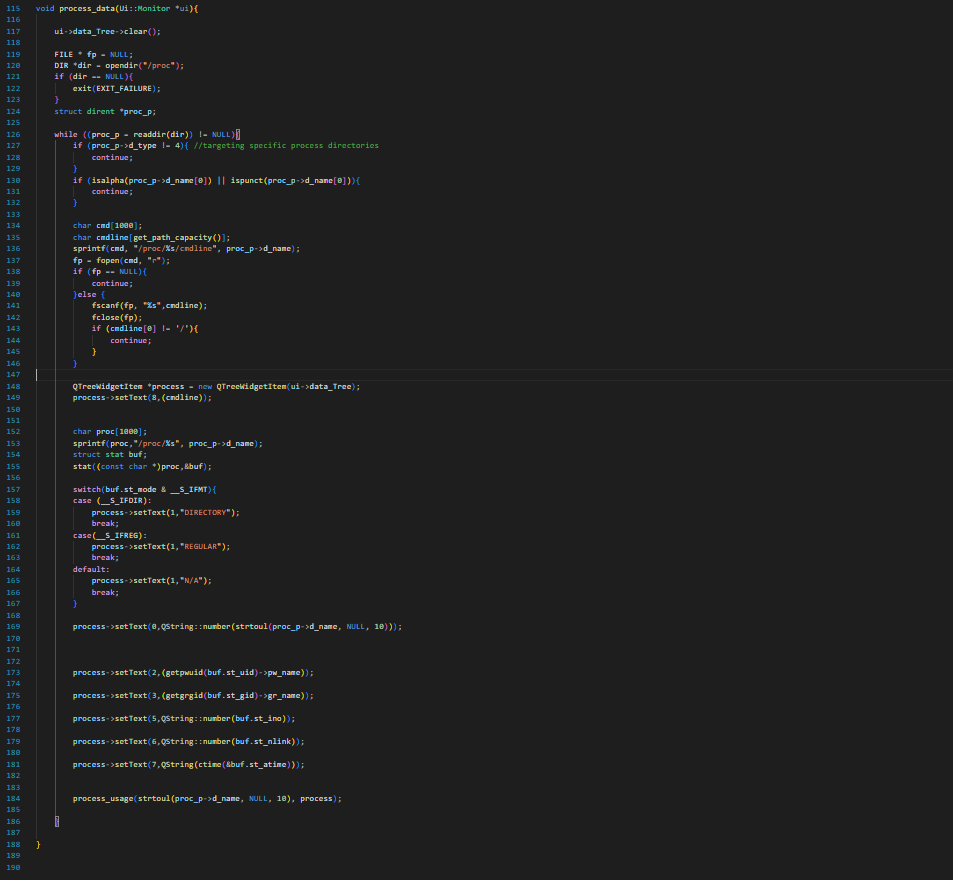 115 void process_data(Ui::Monitor *ui){
116
117     ui->data_Tree->clear();
118
119     FILE * fp = NULL;
120     DIR *dir = opendir("/proc");
121     if (dir == NULL){
122         exit(EXIT_FAILURE);
123     }
124     struct dirent *proc_p;
125
126     while ((proc_p = readdir(dir)) != NULL){
127         if (proc_p->d_type != 4){ //targeting specific process directories
128             continue;
129         }
130         if (isalpha(proc_p->d_name[0]) || ispunct(proc_p->d_name[0])){
131             continue;
132         }
133
134         char cmd[1000];
135         char cmdline[get_path_capacity()];
136         sprintf(cmd, "/proc/%s/cmdline", proc_p->d_name);
137         fp = fopen(cmd, "r");
138         if (fp == NULL){
139             continue;
140         }else {
141             fscanf(fp, "%s",cmdline);
142             fclose(fp);
143             if (cmdline[0] != '/'){
144                 continue;
145             }
146         }
147
148         QTreeWidgetItem *process = new QTreeWidgetItem(ui->data_Tree);
149         process->setText(8,(cmdline));
150
151
152         char proc[1000];
153         sprintf(proc,"/proc/%s", proc_p->d_name);
154         struct stat buf;
155         stat((const char *)proc,&buf);
156
157         switch(buf.st_mode & __S_IFMT){
158         case (__S_IFDIR):
159             process->setText(1,"DIRECTORY");
160             break;
161         case(__S_IFREG):
162             process->setText(1,"REGULAR");
163             break;
164         default:
165             process->setText(1,"N/A");
166             break;
167         }
168
169         process->setText(0,QString::number(strtoul(proc_p->d_name, NULL, 10)));
170
171
172
173         process->setText(2,(getpwuid(buf.st_uid)->pw_name));
174
175         process->setText(3,(getgrgid(buf.st_gid)->gr_name));
176
177         process->setText(5,QString::number(buf.st_ino));
178
179         process->setText(6,QString::number(buf.st_nlink));
180
181         process->setText(7,QString(ctime(&buf.st_atime)));
182
183
184         process_usage(strtoul(proc_p->d_name, NULL, 10), process);
185
186     }
187
188 }
189
190